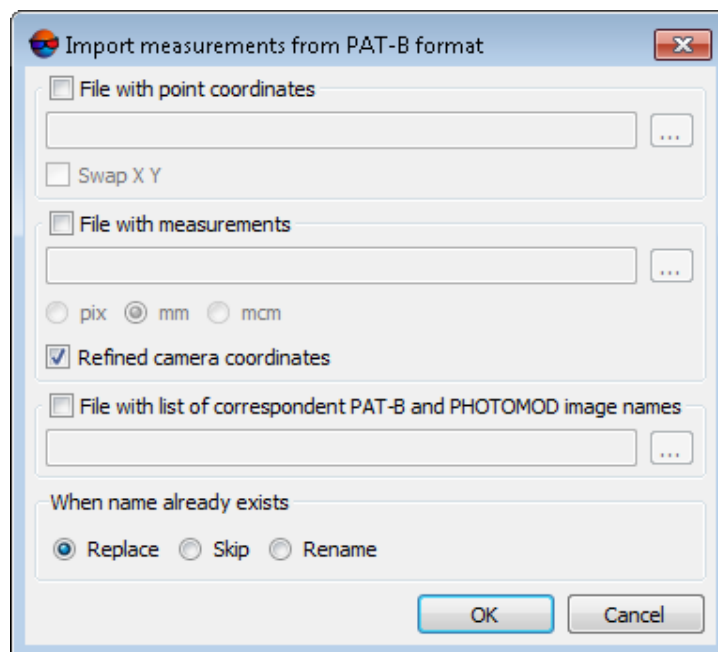 Import measurements from PAT-B format
File with point coordinates
...
Swap X Y
File with measurements
...
pix mm mcm
Refined camera coordinates
File with list of correspondent PAT-B and PHOTOMOD image names
...
When name already exists
Replace Skip Rename
OK Cancel